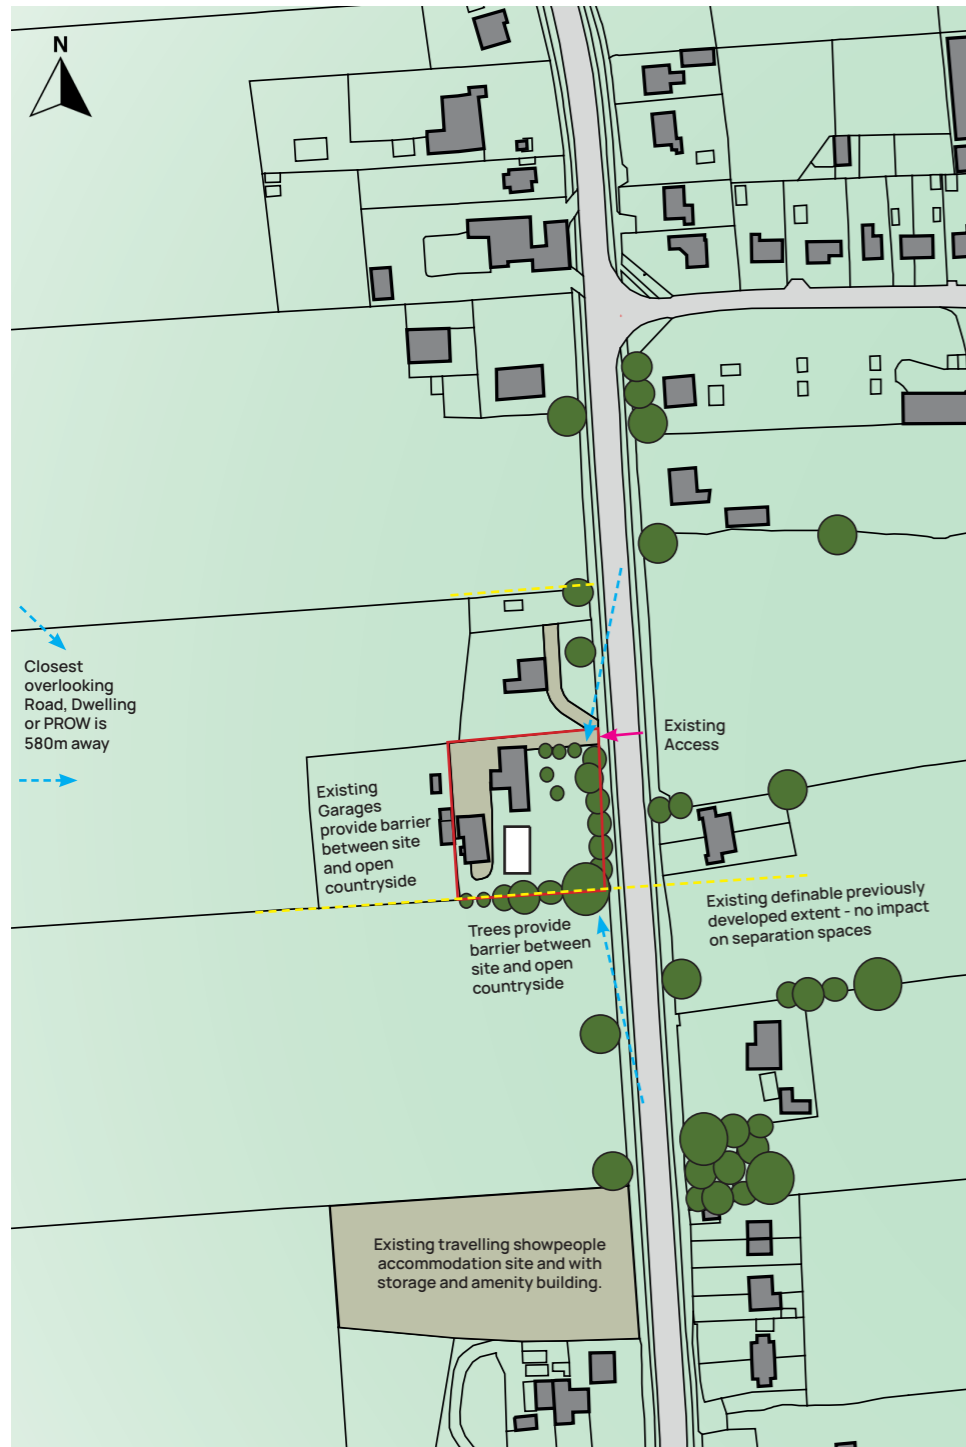 N
Closest
overlooking
Road, Dwelling
or PROW is
580m away
Existing
Access
Existing
Garages
provide barrier
between site
and open
countryside
Existing definable previously
developed extent - no impact
on separation spaces
Trees provide
barrier between
site and open
countryside
Existing travelling showpeople
accommodation site and with
storage and amenity building.